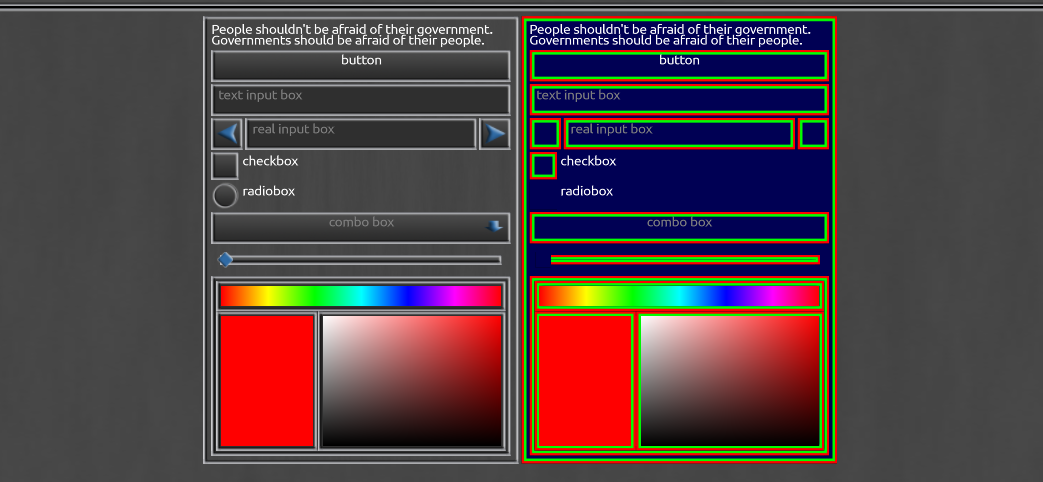 People shouldn't be afraid of their government.
Governments should be afraid of their people.
button
text input box
real input box
checkbox
radiobox
combo box
People shouldn't be afraid of their government.
Governments should be afraid of their people.
button
text input box
real input box
checkbox
radiobox
combo box